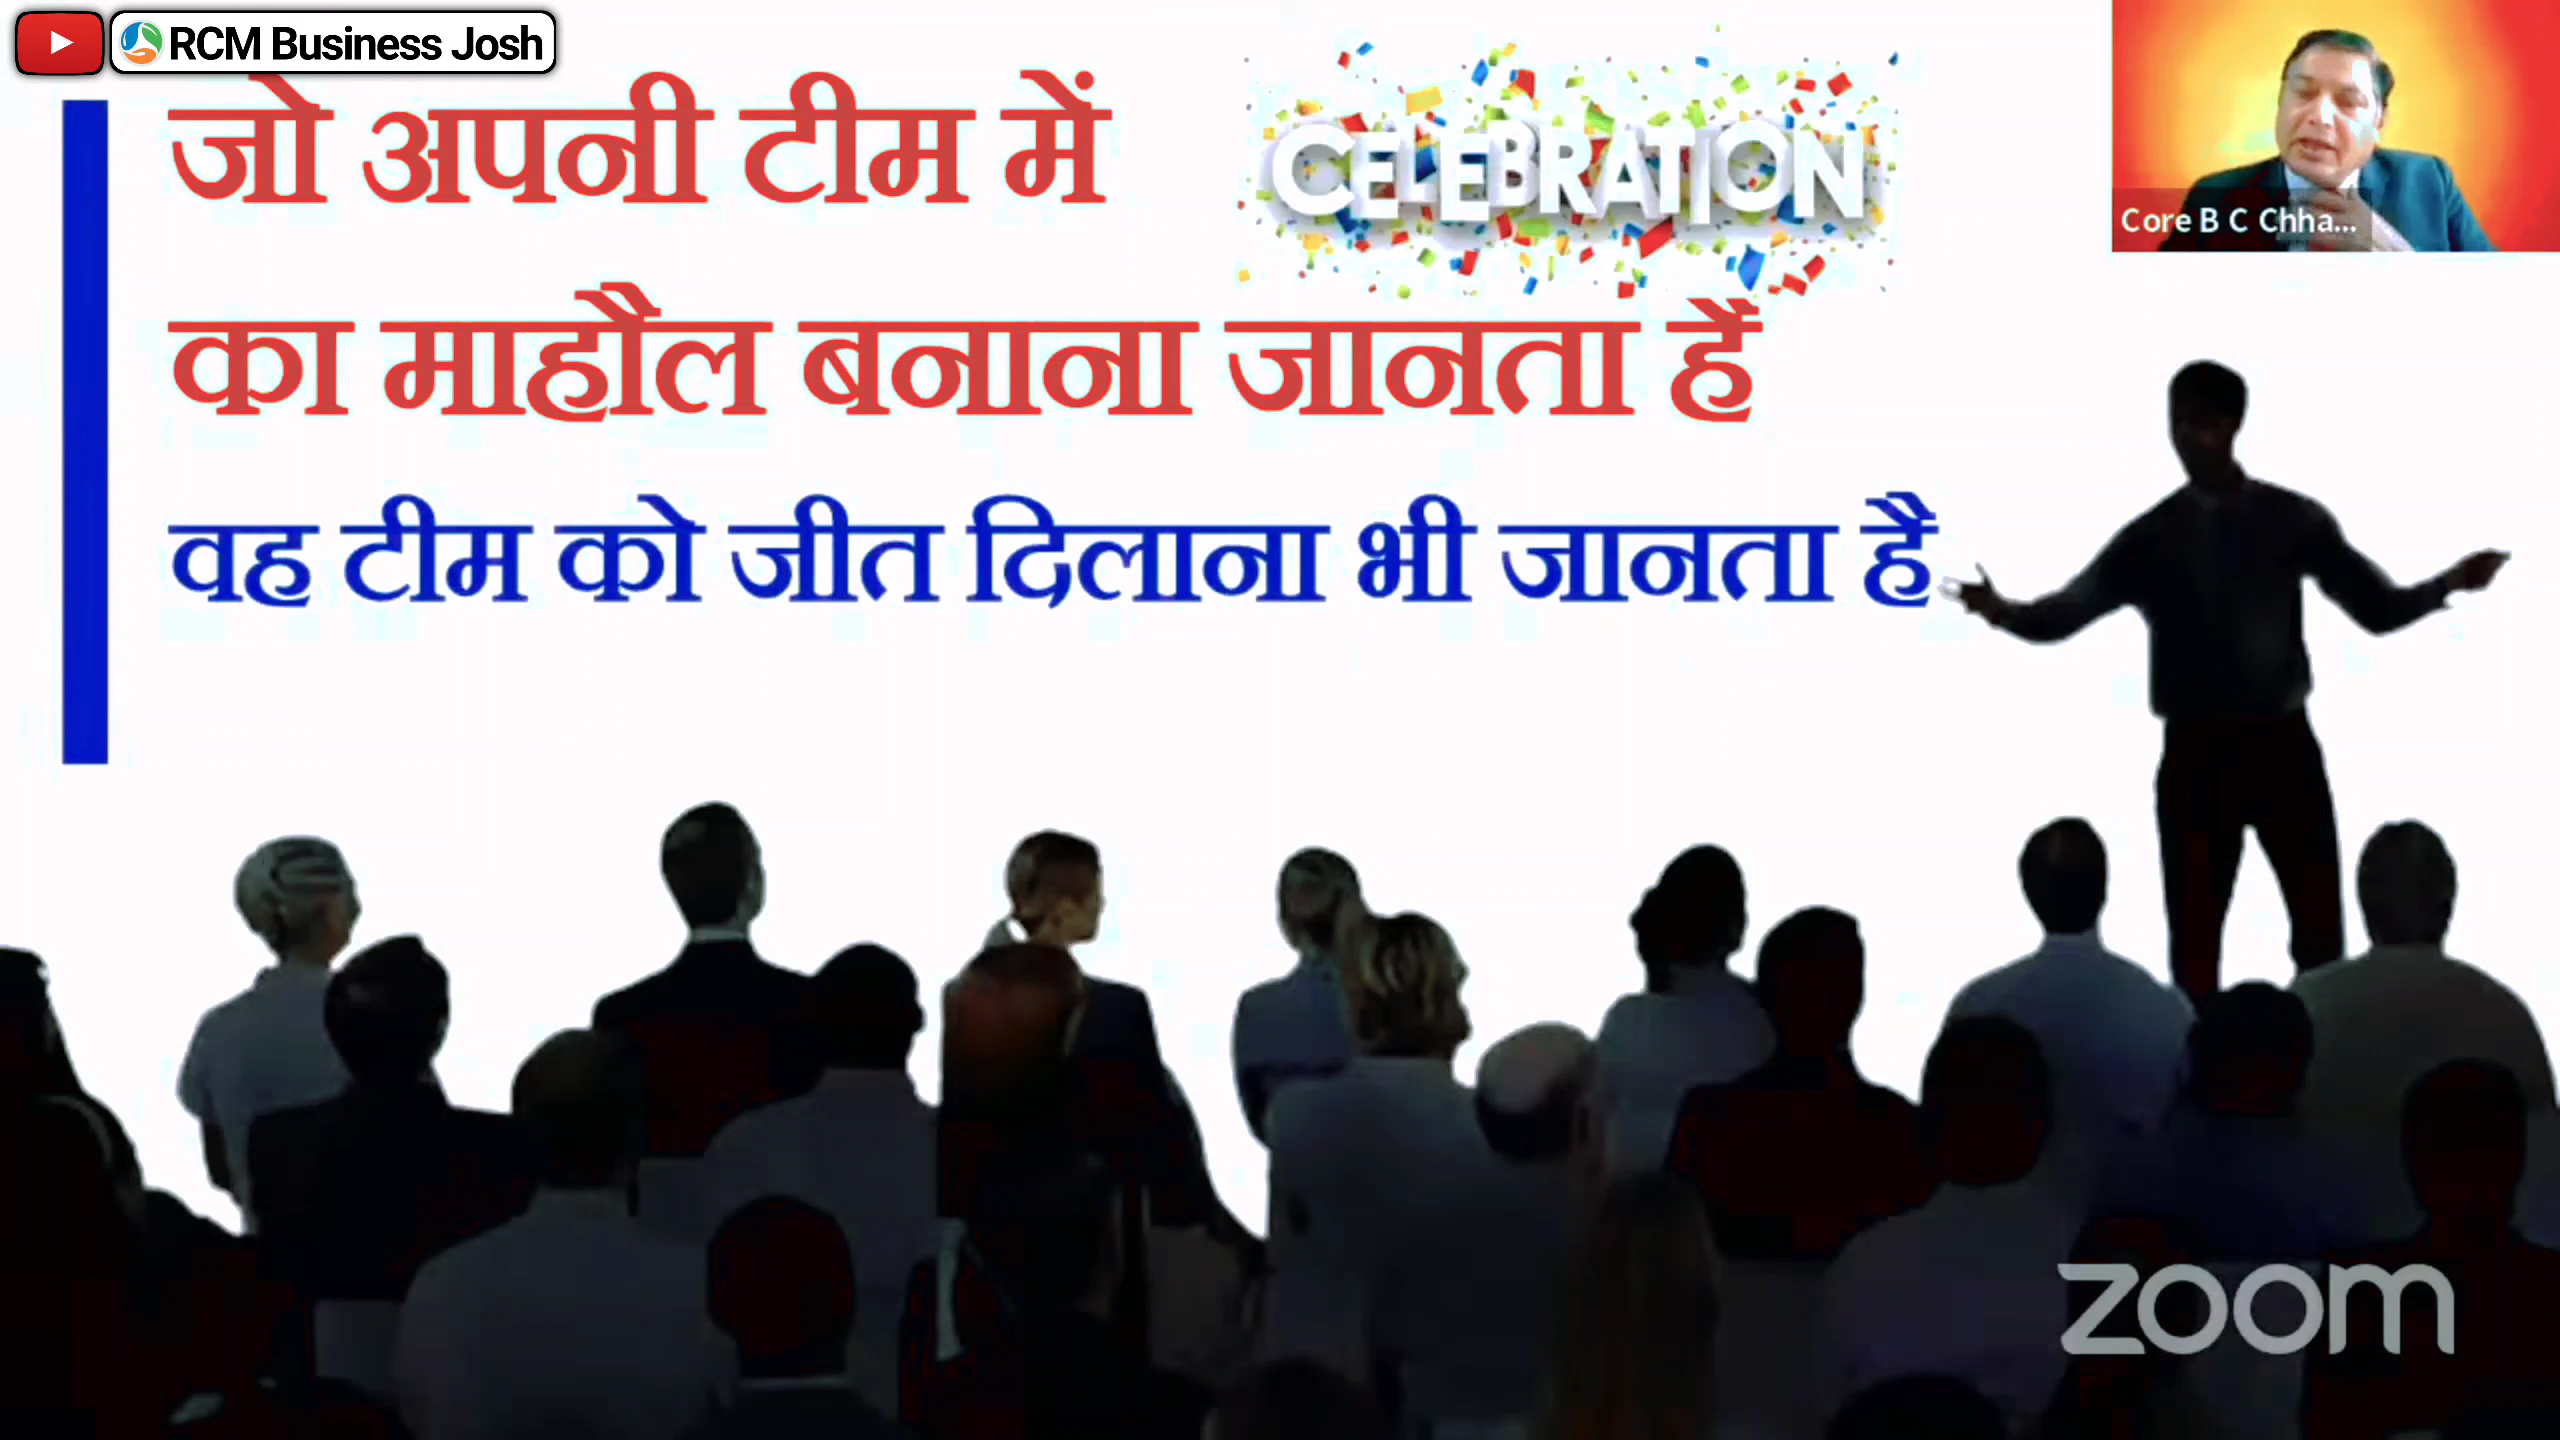 RCM Business Josh
जो अपनी टीम में CELEBRATION
का माहौल बनाना जानता हैं
वह टीम को जीत दिलाना भी जानता है
Core B C Chha...
zoom